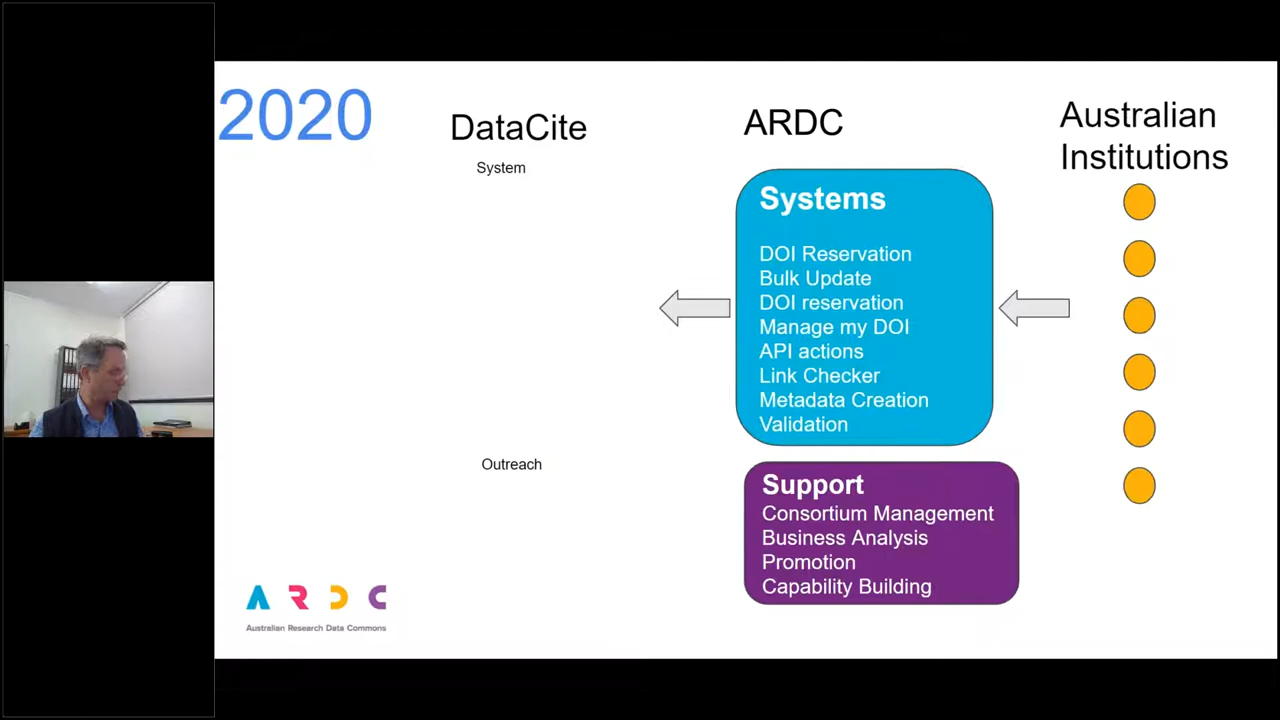 2020
DataCite
System
Outreach
ARDC
Systems
DOI Reservation
Bulk Update
DOI reservation
Manage my DOI
API actions
Link Checker
Metadata Creation
Validation
Support
Consortium Management
Business Analysis
Promotion
Capability Building
Australian
Institutions
A R D C
Australian Research Data Commons